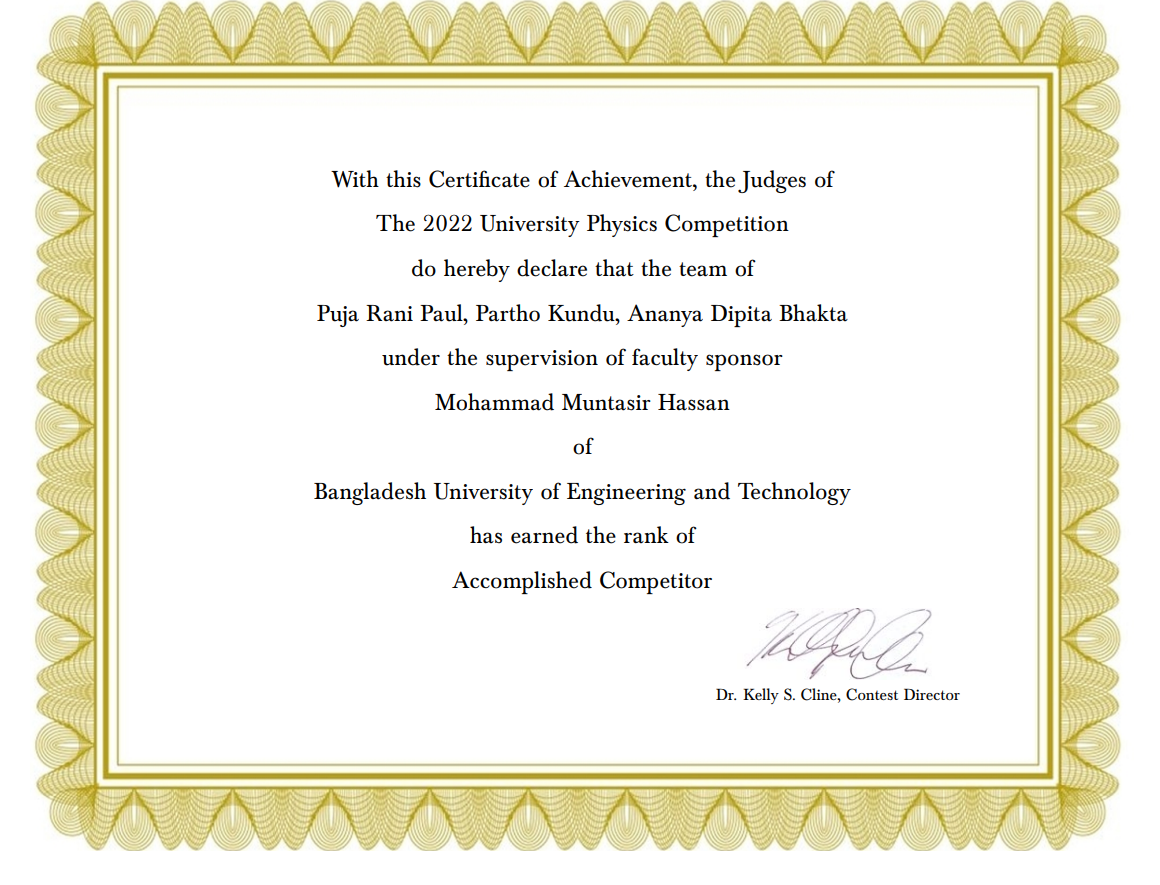 With this Certificate of Achievement, the Judges of
The 2022 University Physics Competition
do hereby declare that the team of
Puja Rani Paul, Partho Kundu, Ananya Dipita Bhakta
under the supervision of faculty sponsor
Mohammad Muntasir Hassan
of
Bangladesh University of Engineering and Technology
has earned the rank of
Accomplished Competitor
Dr. Kelly S. Cline, Contest Director